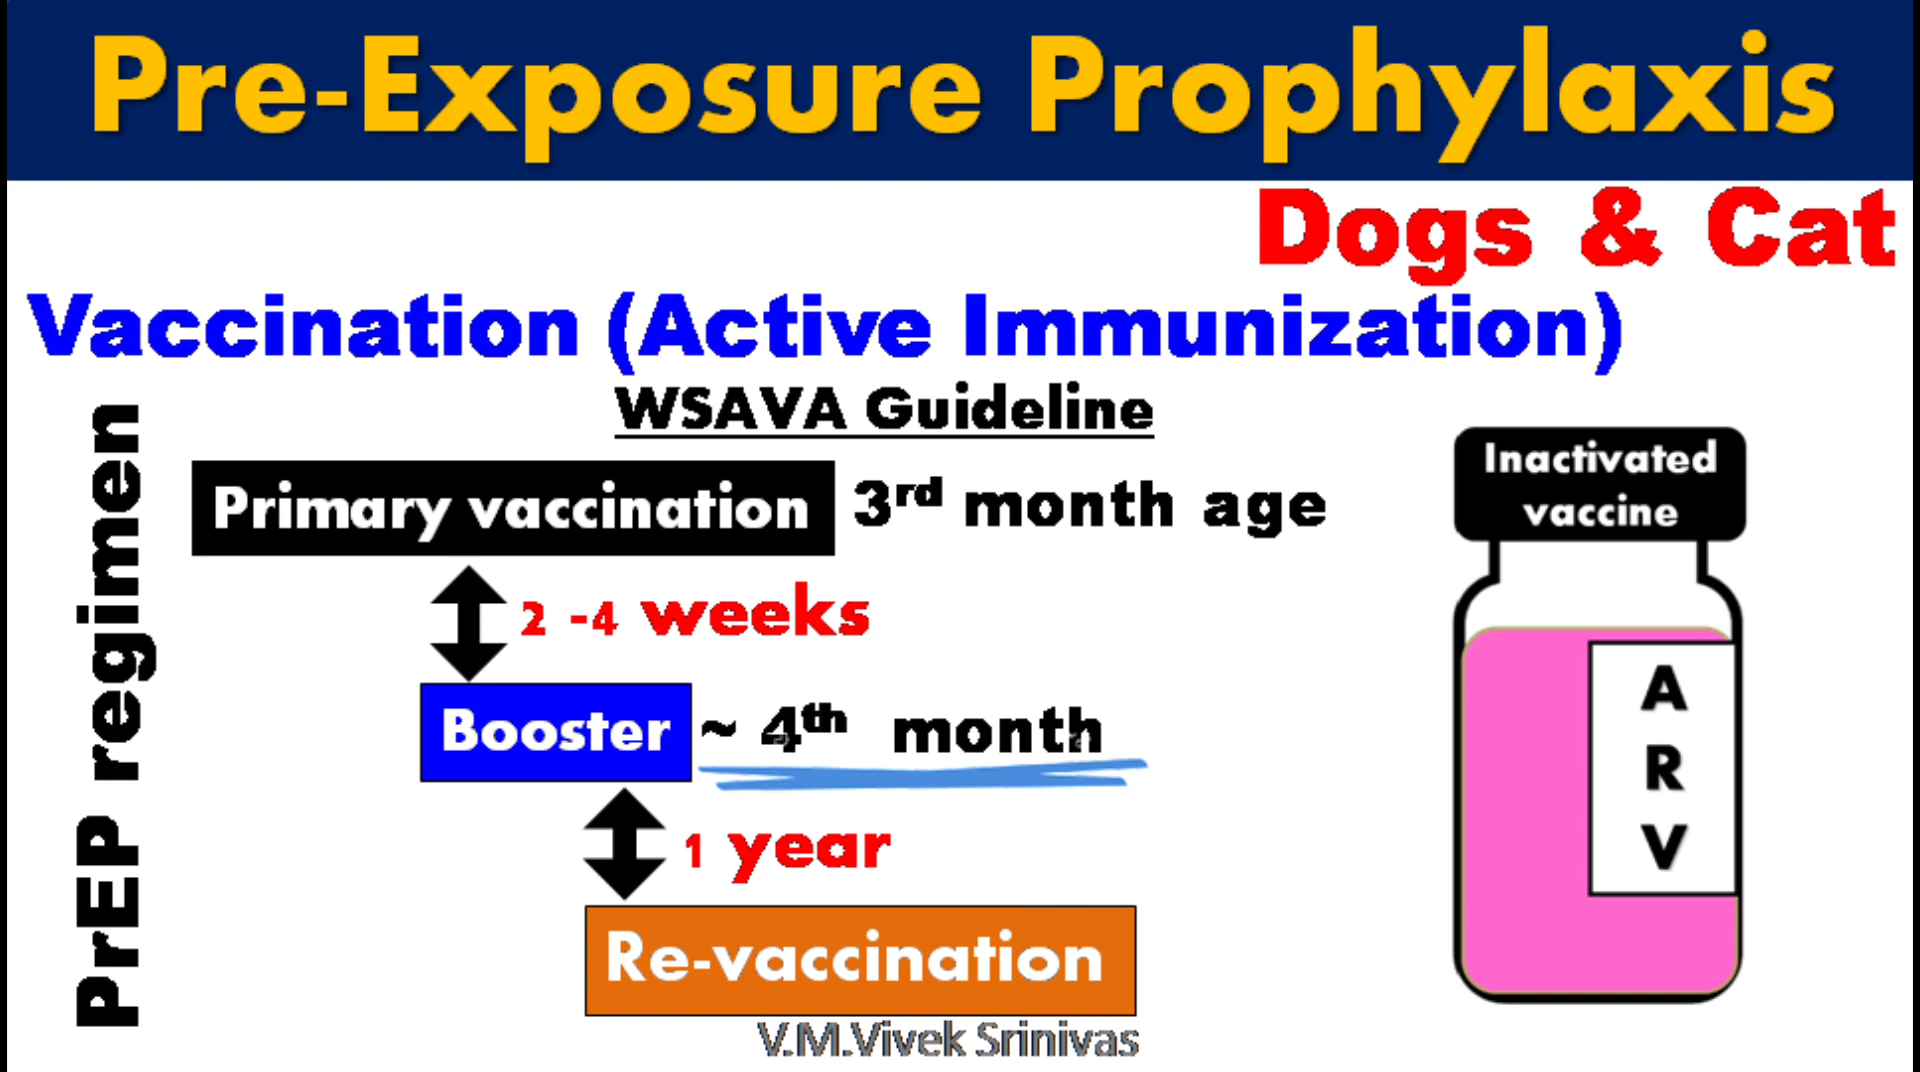 Pre-Exposure Prophylaxis
Dogs & Cat
Vaccination (Active Immunization)
WSAVA Guideline
PrEP regimen
Primary vaccination 3rd month age
2 -4 weeks
Booster ~ 4th month
1 year
Re-vaccination
V.M.Vivek Srinivas
Inactivated
vaccine
A
R
V